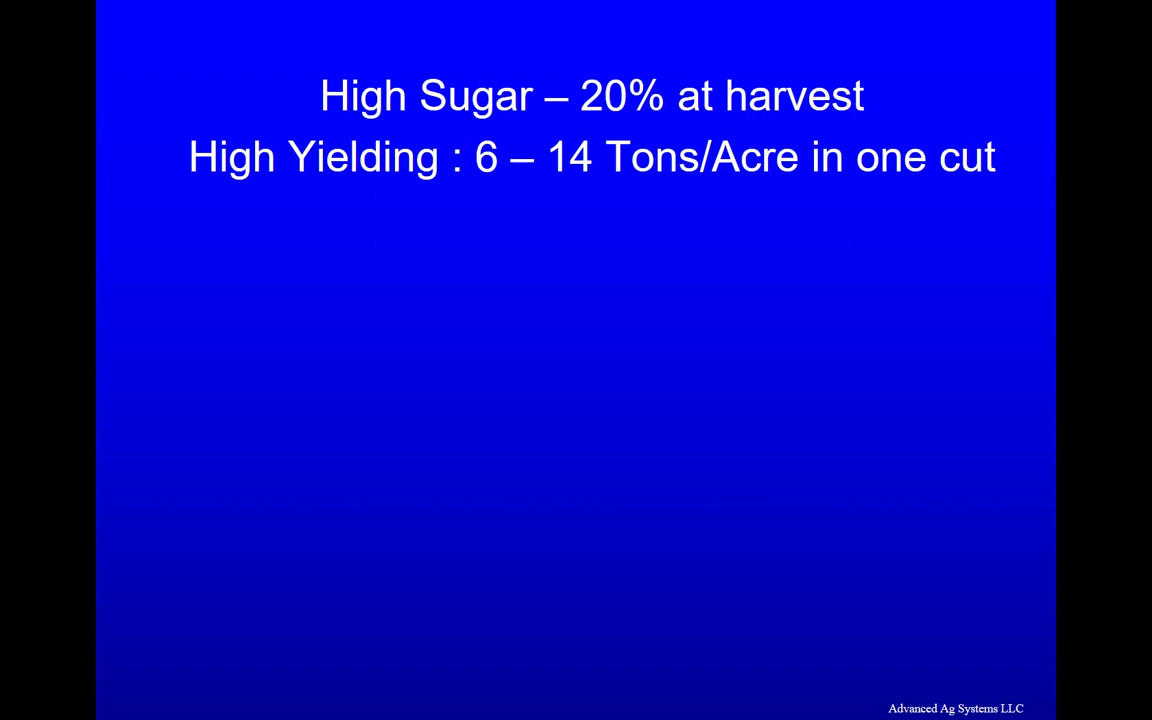 High Sugar – 20% at harvest
High Yielding : 6 – 14 Tons/Acre in one cut
Advanced Ag Systems LLC